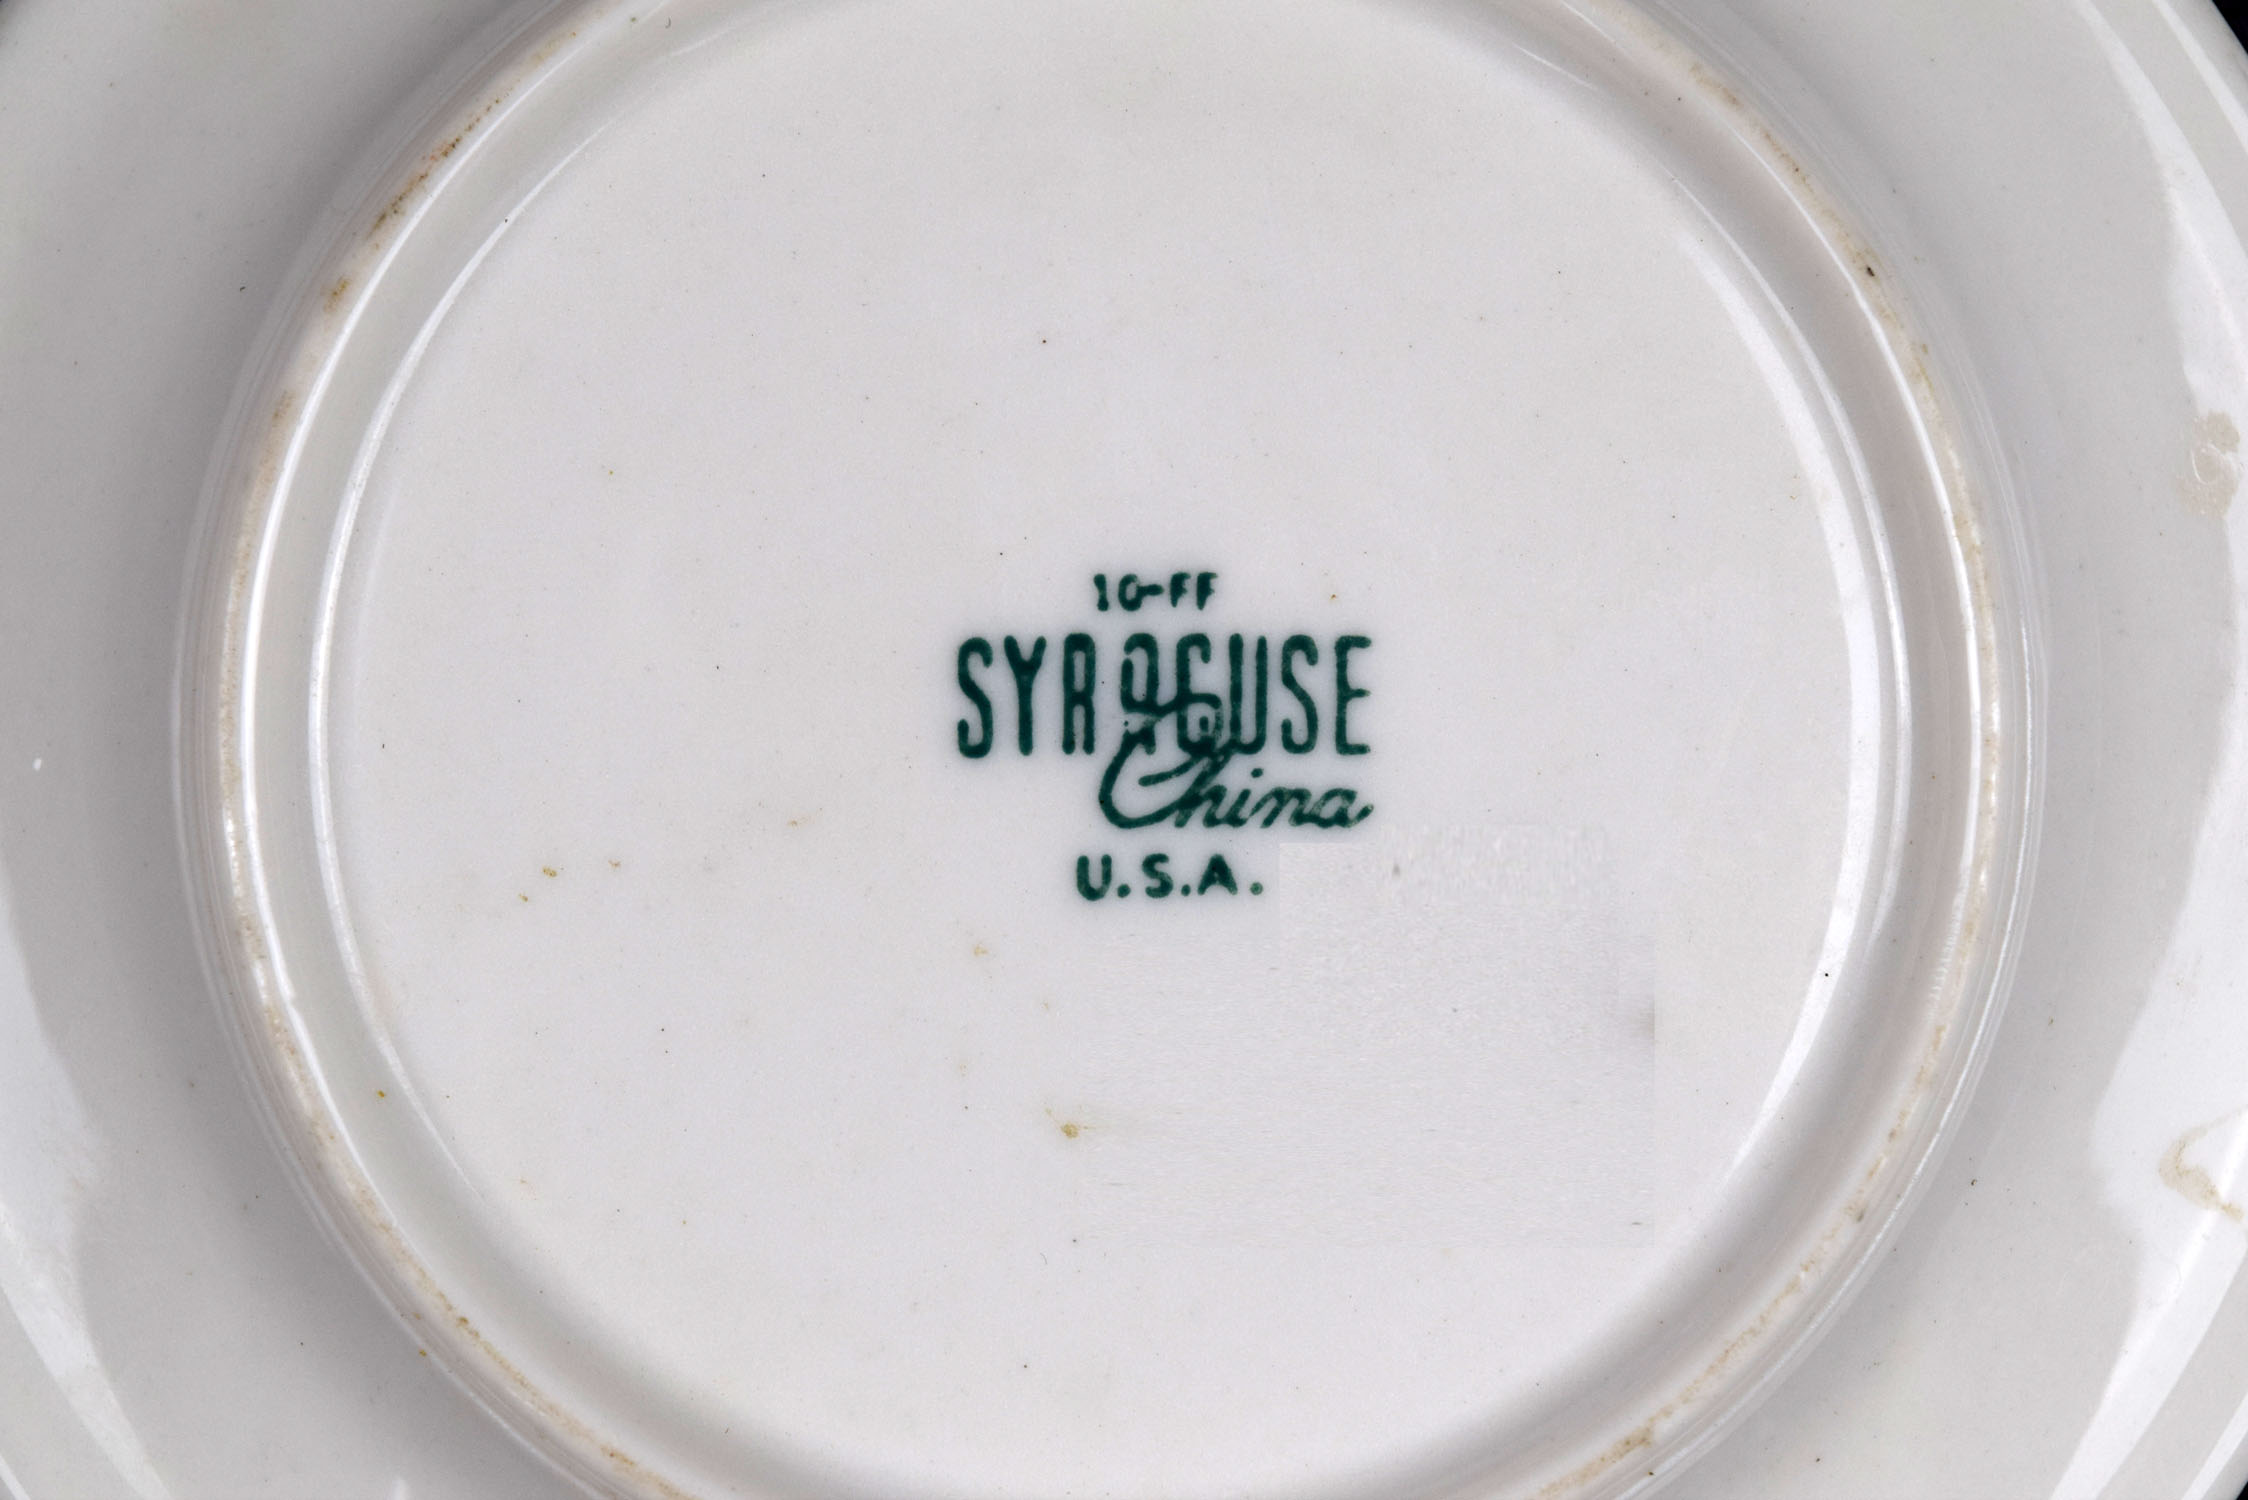 10-FF
SYRACUSE
China
U.S.A.